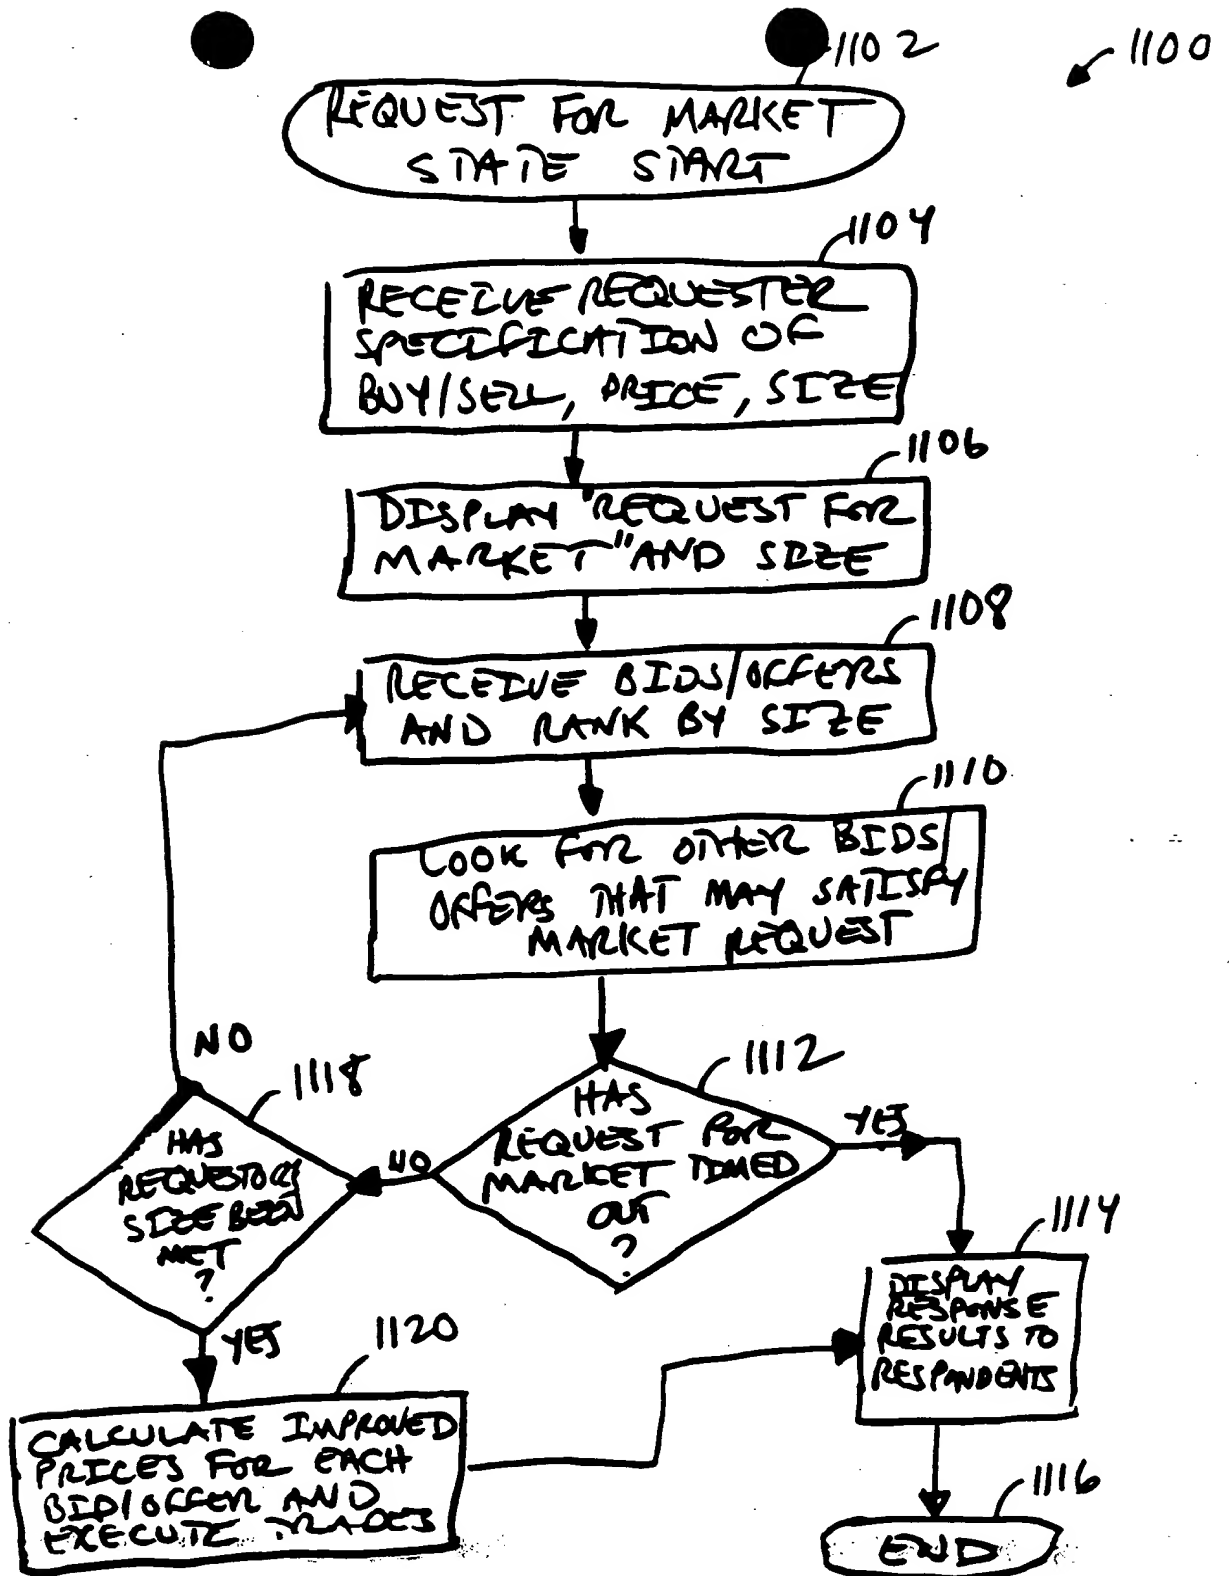 1102
1100
REQUEST FOR MARKET
STATE START
1104
RECEIVE REQUESTER
SPECIFICATION OF
BUY/SELL, PRICE, SIZE
1106
DISPLAY "REQUEST FOR
MARKET" AND SIZE
1108
RECEIVE BIDS/OFFERS
AND RANK BY SIZE
1110
LOOK FOR OTHER BIDS/
OFFERS THAT MAY SATISFY
MARKET REQUEST
NO
1118
1112
HAS
REQUEST FOR
MARKET TIMED
OUT
?
YES
NO
HAS
REQUESTORS
SIZE BEEN
MET
?
1114
DISPLAY
RESPONSE
RESULTS TO
RESPONDENTS
YES
1120
CALCULATE IMPROVED
PRICES FOR EACH
BID/OFFER AND
EXECUTE TRADES
1116
END